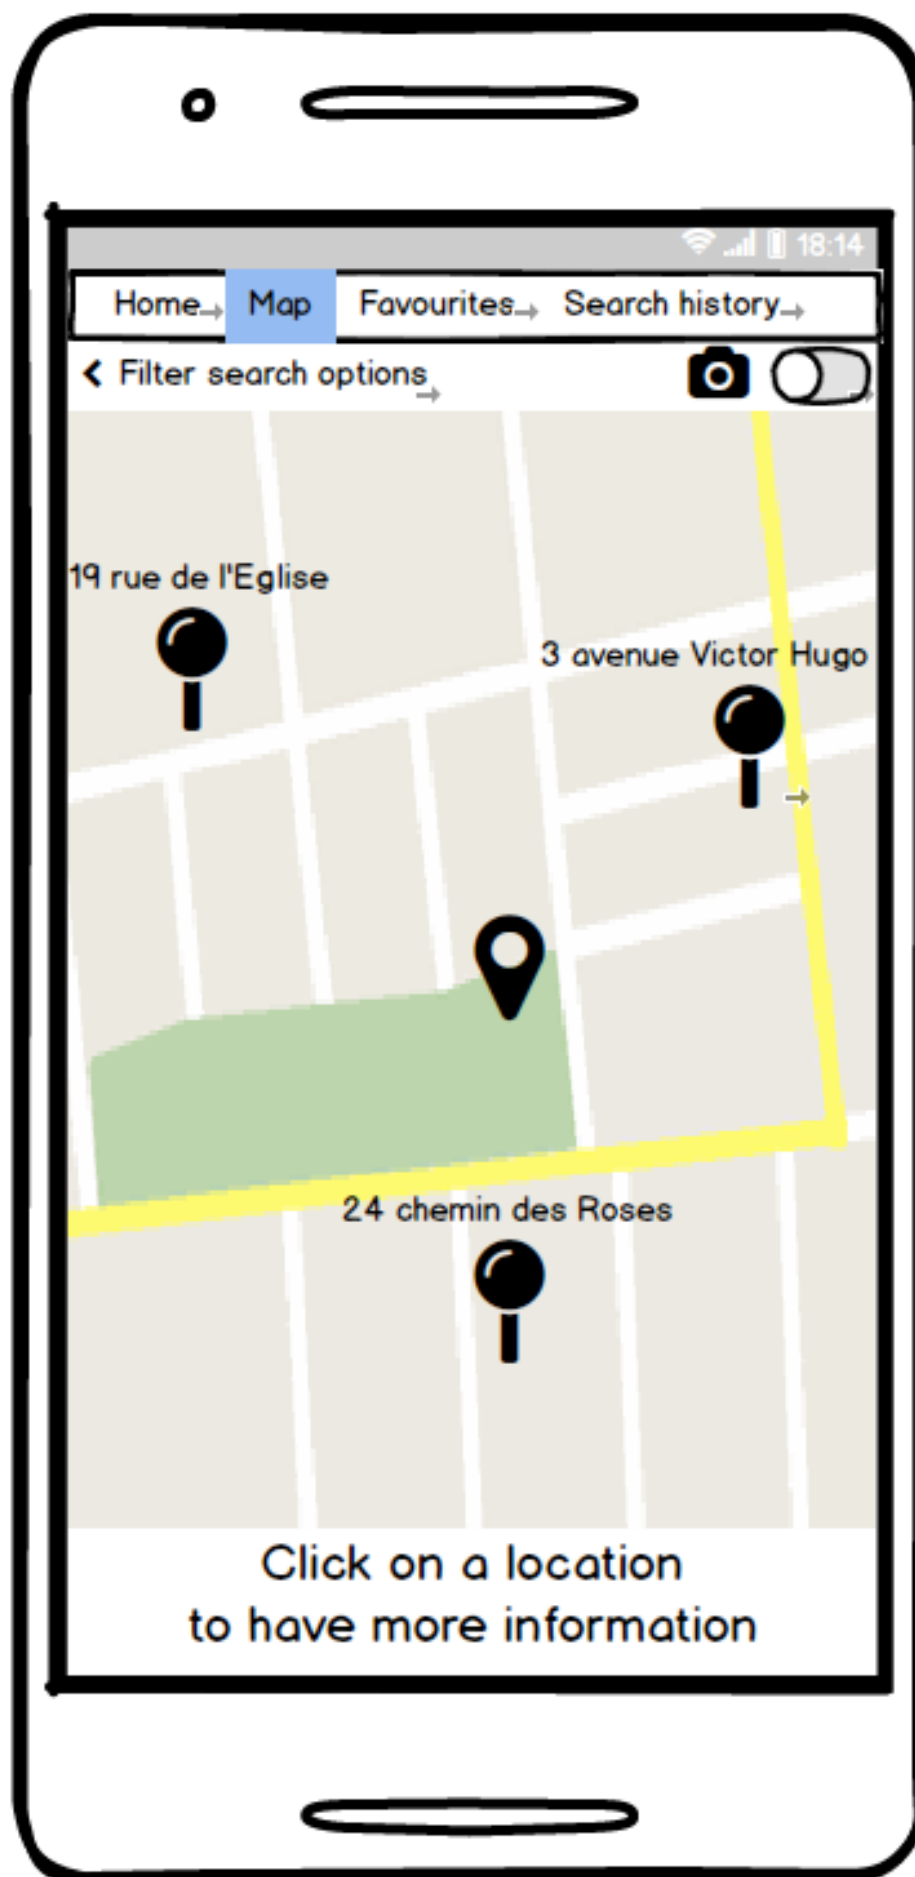 18:14
Home Map Favourites Search history
Filter search options
19 rue de l'Eglise
3 avenue Victor Hugo
24 chemin des Roses
Click on a location
to have more information